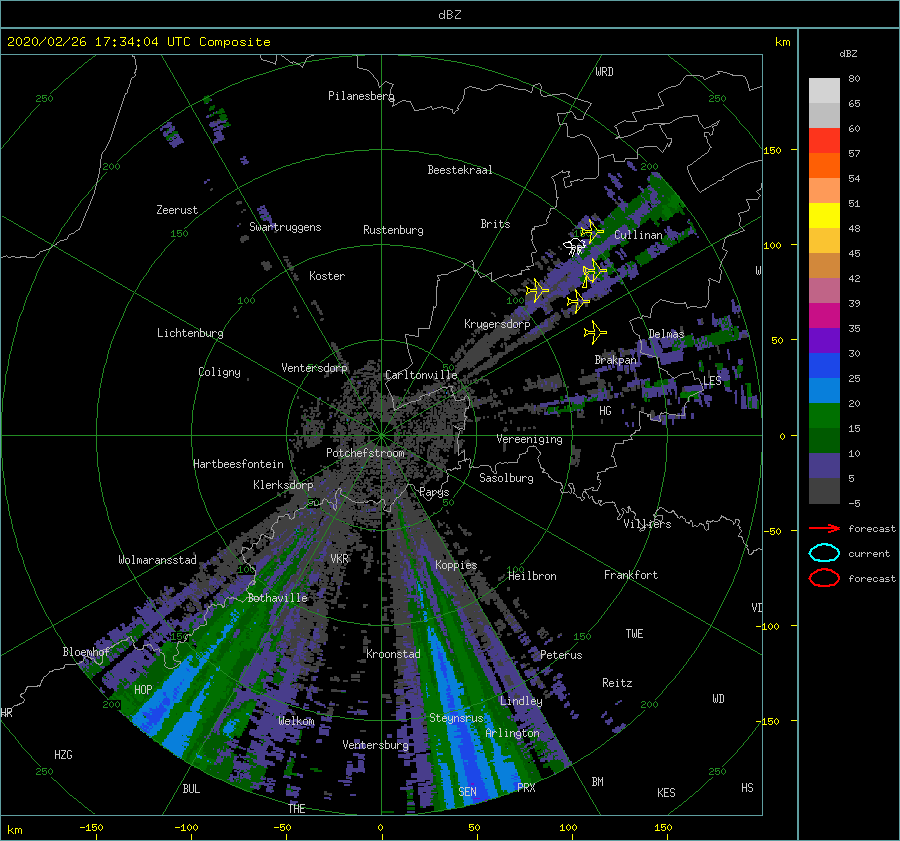 dBZ
2020/02/26 17:34:04 UTC Composite
km
dBZ
80
65
60
57
54
51
48
45
42
39
35
30
25
20
15
10
5
-5
forecast
current
forecast
WRD
250
Pilanesberg
250
150
200
Beestekraal
200
Zeerust
150
Swartruggens
Rustenburg
Brits
Cullinan
100
Koster
W
100
100
Krugersdorp
Lichtenburg
Delmas
50
Coligny
Ventersdorp
Carltonville
Brakpan
LES
HG
Vereeniging
0
Potchefstroom
Hartbeesfontein
Klerksdorp
Sasolburg
Parys
50
50
Villiers
-50
Wolmaransstad
VKR
Koppies
100
100
Heilbron
Frankfort
Bothaville
VD
-100
150
150
TWE
Bloemhof
Kroonstad
Peterus
HOP
Reitz
200
Lindley
200
WD
HR
Welkom
Steynsrus
-150
Arlington
Ventersburg
HZG
250
250
BUL
SEN
PRX
BM
KES
HS
THE
km
-150
-100
-50
0
50
100
150